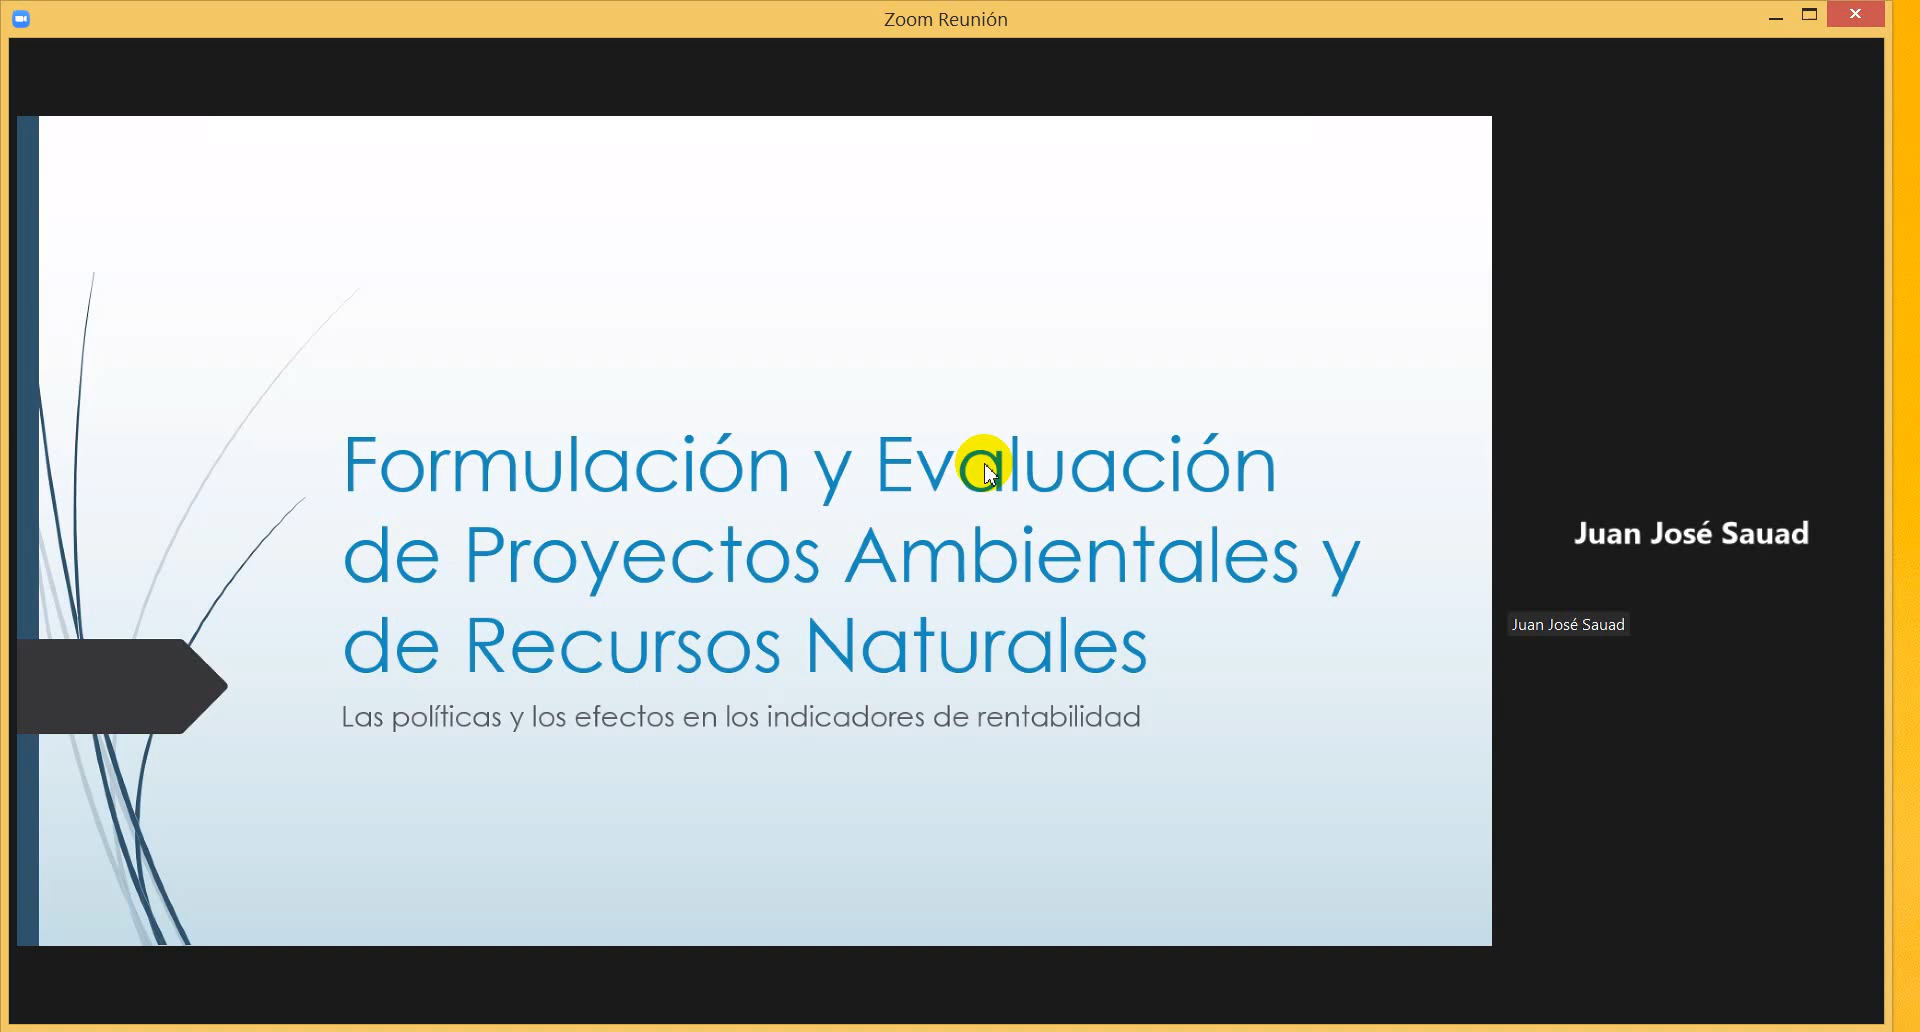 Zoom Reunión
Formulación y Evaluación
de Proyectos Ambientales y
de Recursos Naturales
Las políticas y los efectos en los indicadores de rentabilidad
Juan José Sauad
Juan José Sauad